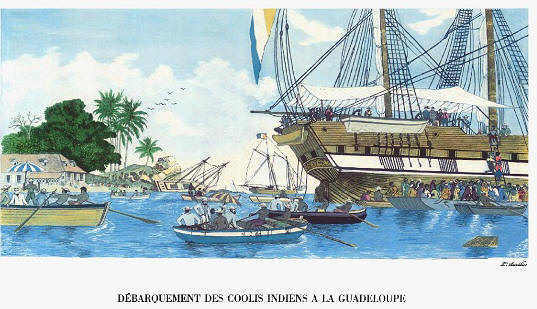 DÉBARQUEMENT DES COOLIS INDIENS A LA GUADELOUPE